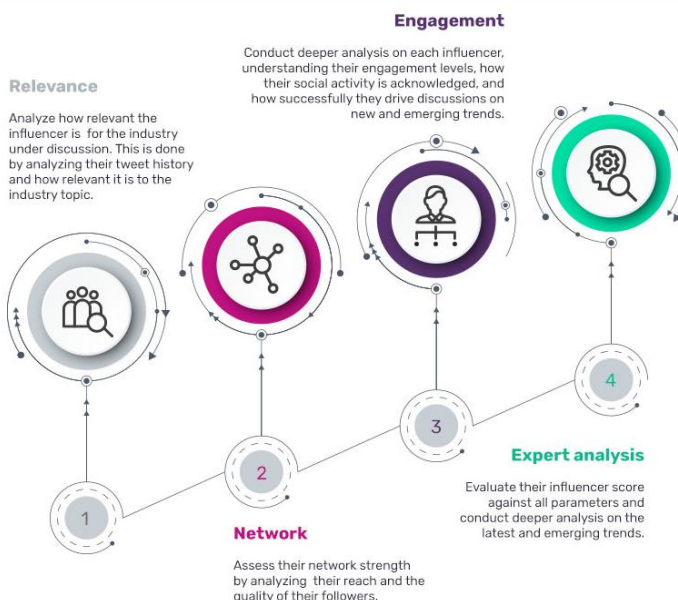 Engagement
Conduct deeper analysis on each influencer,
understanding their engagement levels, how
their social activity is acknowledged, and
how successfully they drive discussions on
new and emerging trends.
Relevance
Analyze how relevant the
influencer is for the industry
under discussion. This is done
by analyzing their tweet history
and how relevant it is to the
industry topic.
4
3
2
1
Expert analysis
Evaluate their influencer score
against all parameters and
conduct deeper analysis on the
latest and emerging trends.
Network
Assess their network strength
by analyzing their reach and the
quality of their followers.